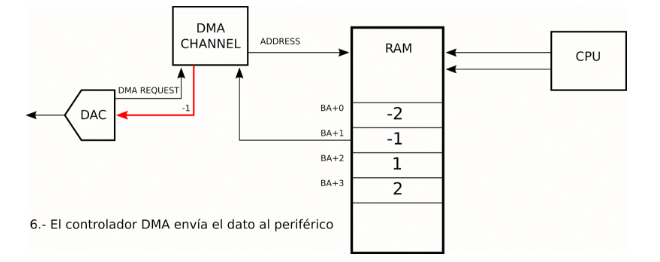 DMA
CHANNEL
ADDRESS
RAM
CPU
DMA REQUEST
-1
DAC
BA+0
-2
BA+1
-1
BA+2
1
BA+3
2
6.- El controlador DMA envía el dato al periférico